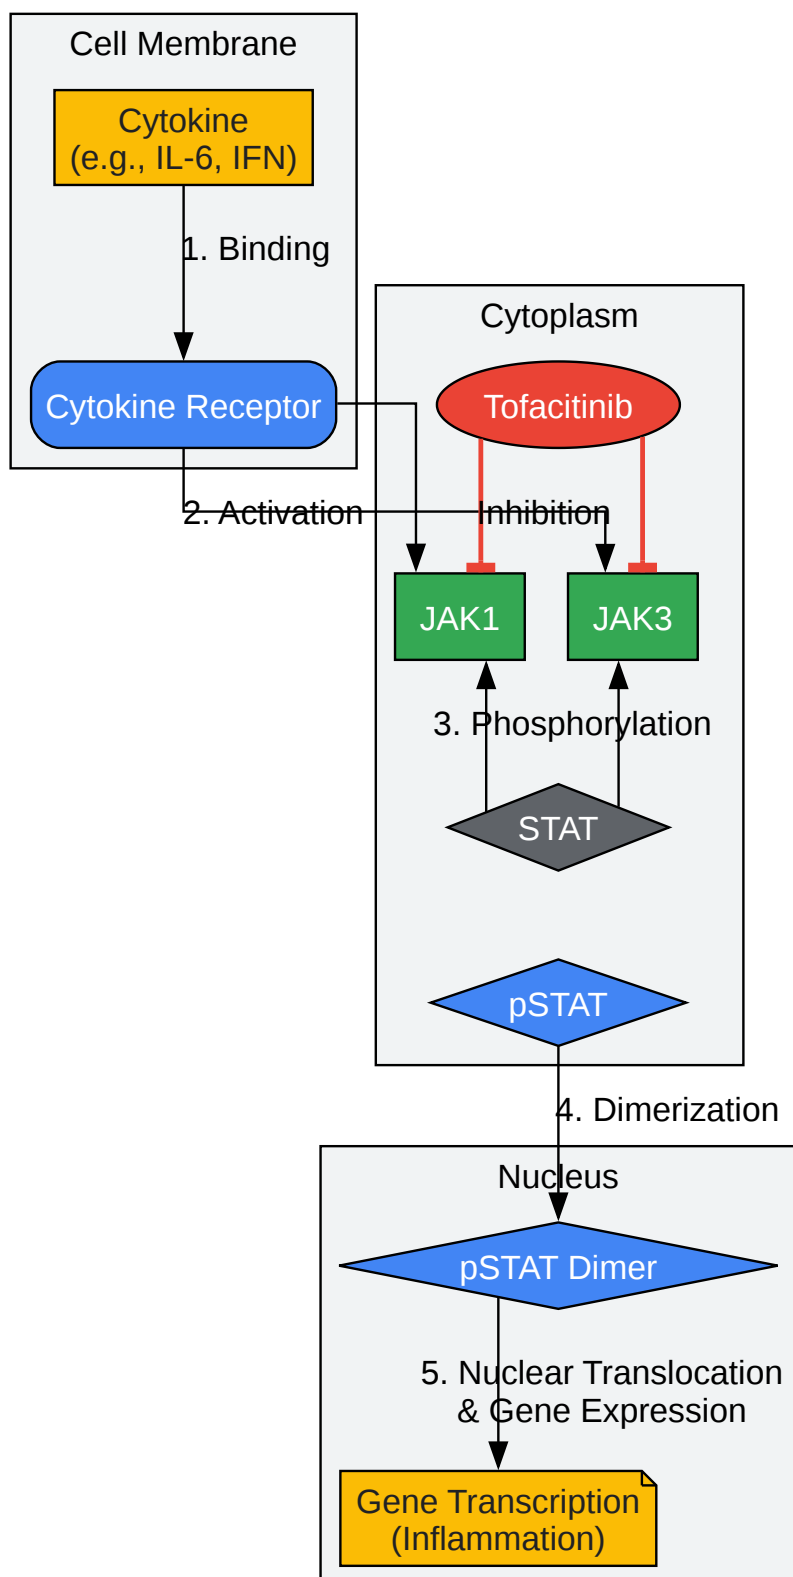 Cell Membrane
Cytokine
(e.g., IL-6, IFN)
1. Binding
Cytoplasm
Cytokine Receptor
Tofacitinib
2. Activation
Inhibition
JAK1
JAK3
3. Phosphorylation
STAT
pSTAT
4. Dimerization
Nucleus
pSTAT Dimer
5. Nuclear Translocation
& Gene Expression
Gene Transcription
(Inflammation)